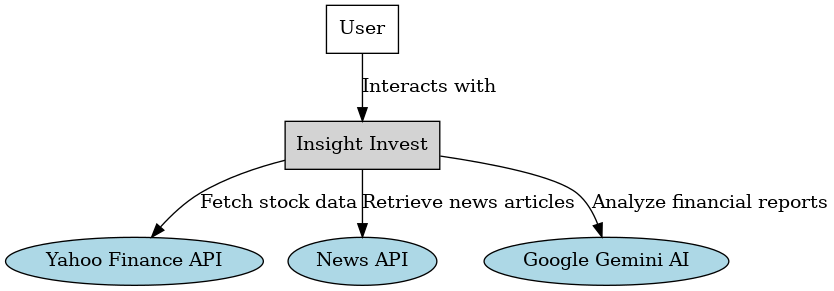 User
Interacts with
Insight Invest
Fetch stock data
Retrieve news articles
Analyze financial reports
Yahoo Finance API
News API
Google Gemini AI